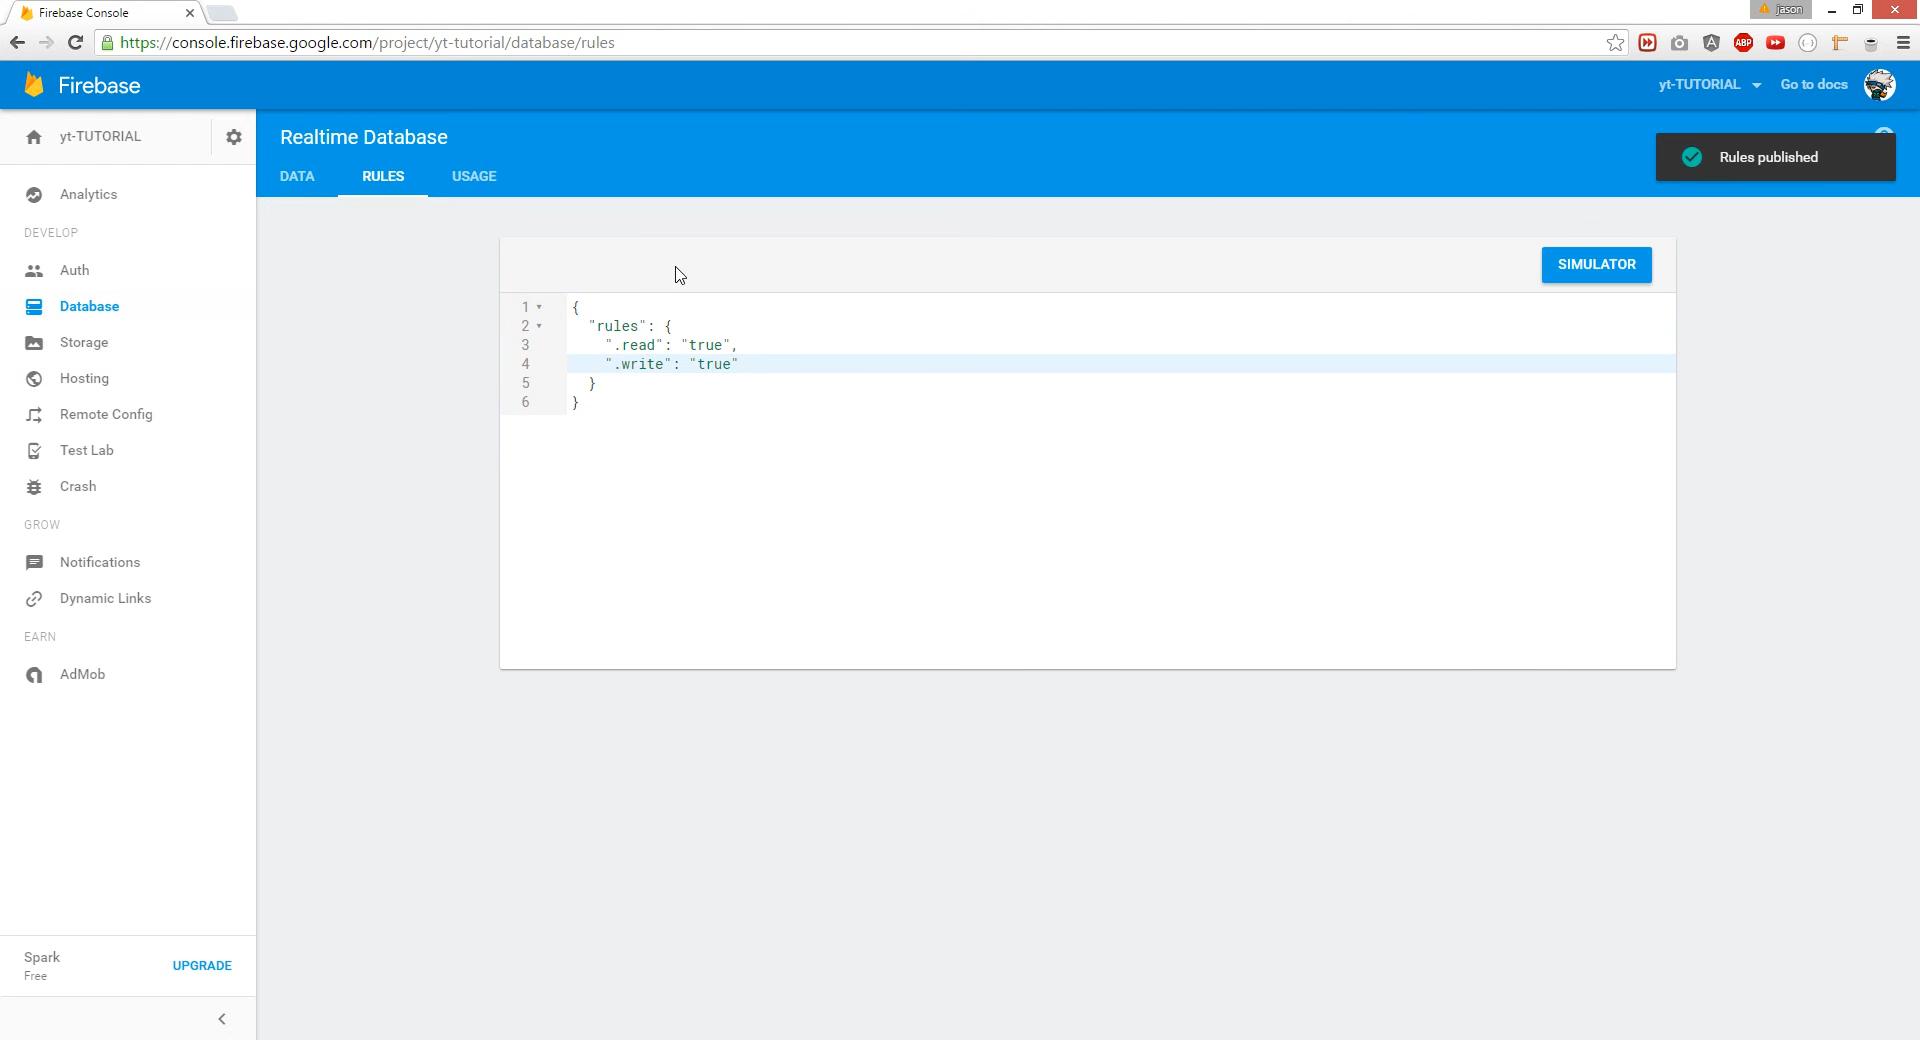 Firebase Console
jason
https://console.firebase.google.com/project/yt-tutorial/database/rules
ABP
Firebase
yt-TUTORIAL
Go to docs
yt-TUTORIAL
Realtime Database
Rules published
DATA
RULES
USAGE
Analytics
DEVELOP
Auth
Database
Storage
Hosting
Remote Config
Test Lab
Crash
GROW
Notifications
Dynamic Links
EARN
AdMob
Spark
Free
UPGRADE
SIMULATOR
1 {
2 "rules": {
3 ".read": "true",
4 ".write": "true"
5 }
6 }